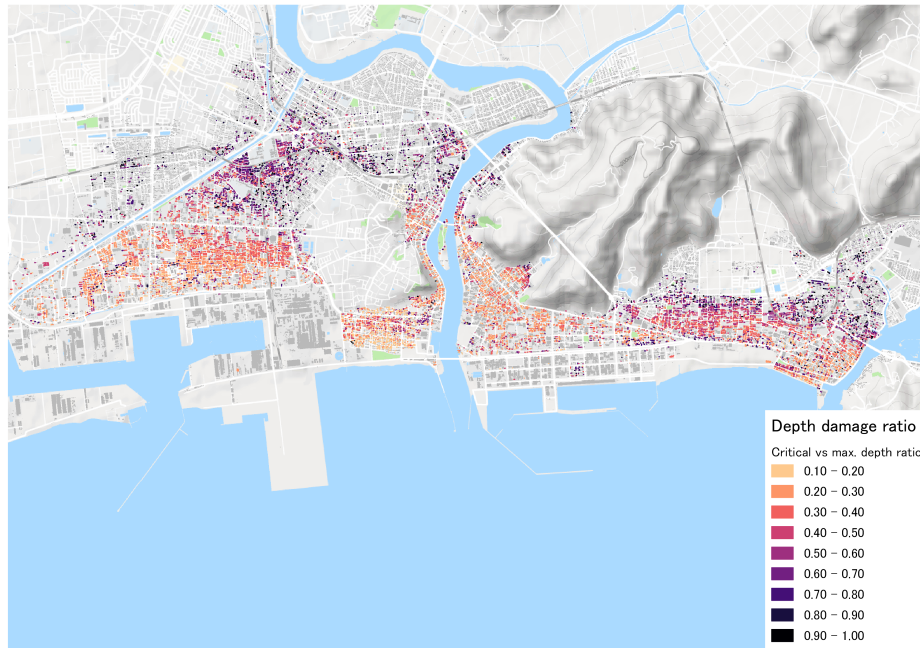 Depth damage ratio
Critical vs max. depth ratio
0.10 – 0.20
0.20 – 0.30
0.30 – 0.40
0.40 – 0.50
0.50 – 0.60
0.60 – 0.70
0.70 – 0.80
0.80 – 0.90
0.90 – 1.00